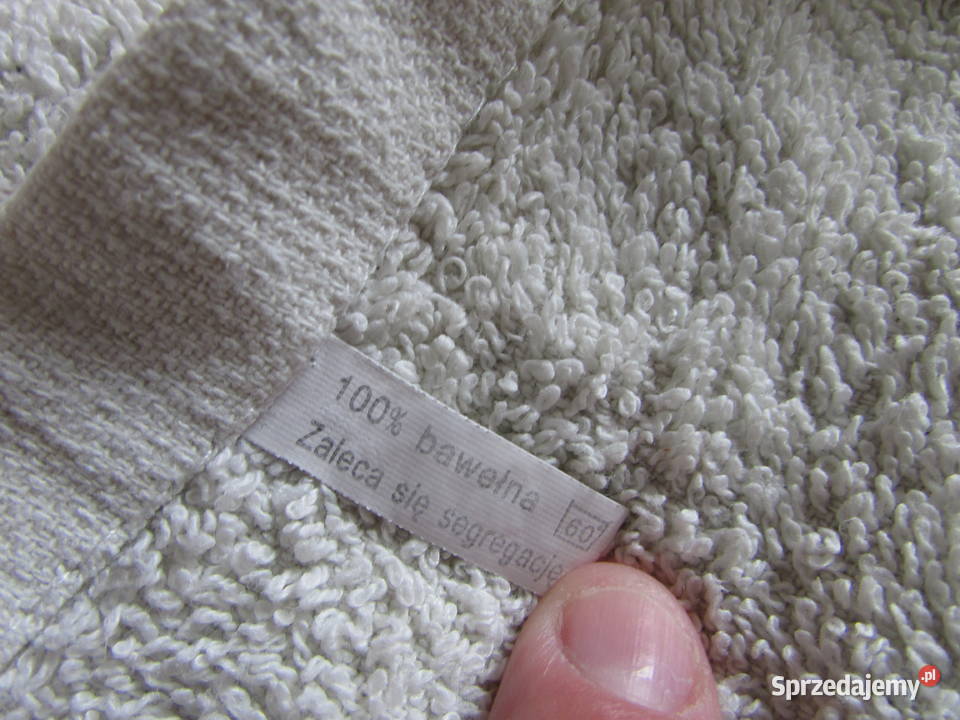 100% bawełna 60
Zaleca się segregację
Sprzedajemy.pl